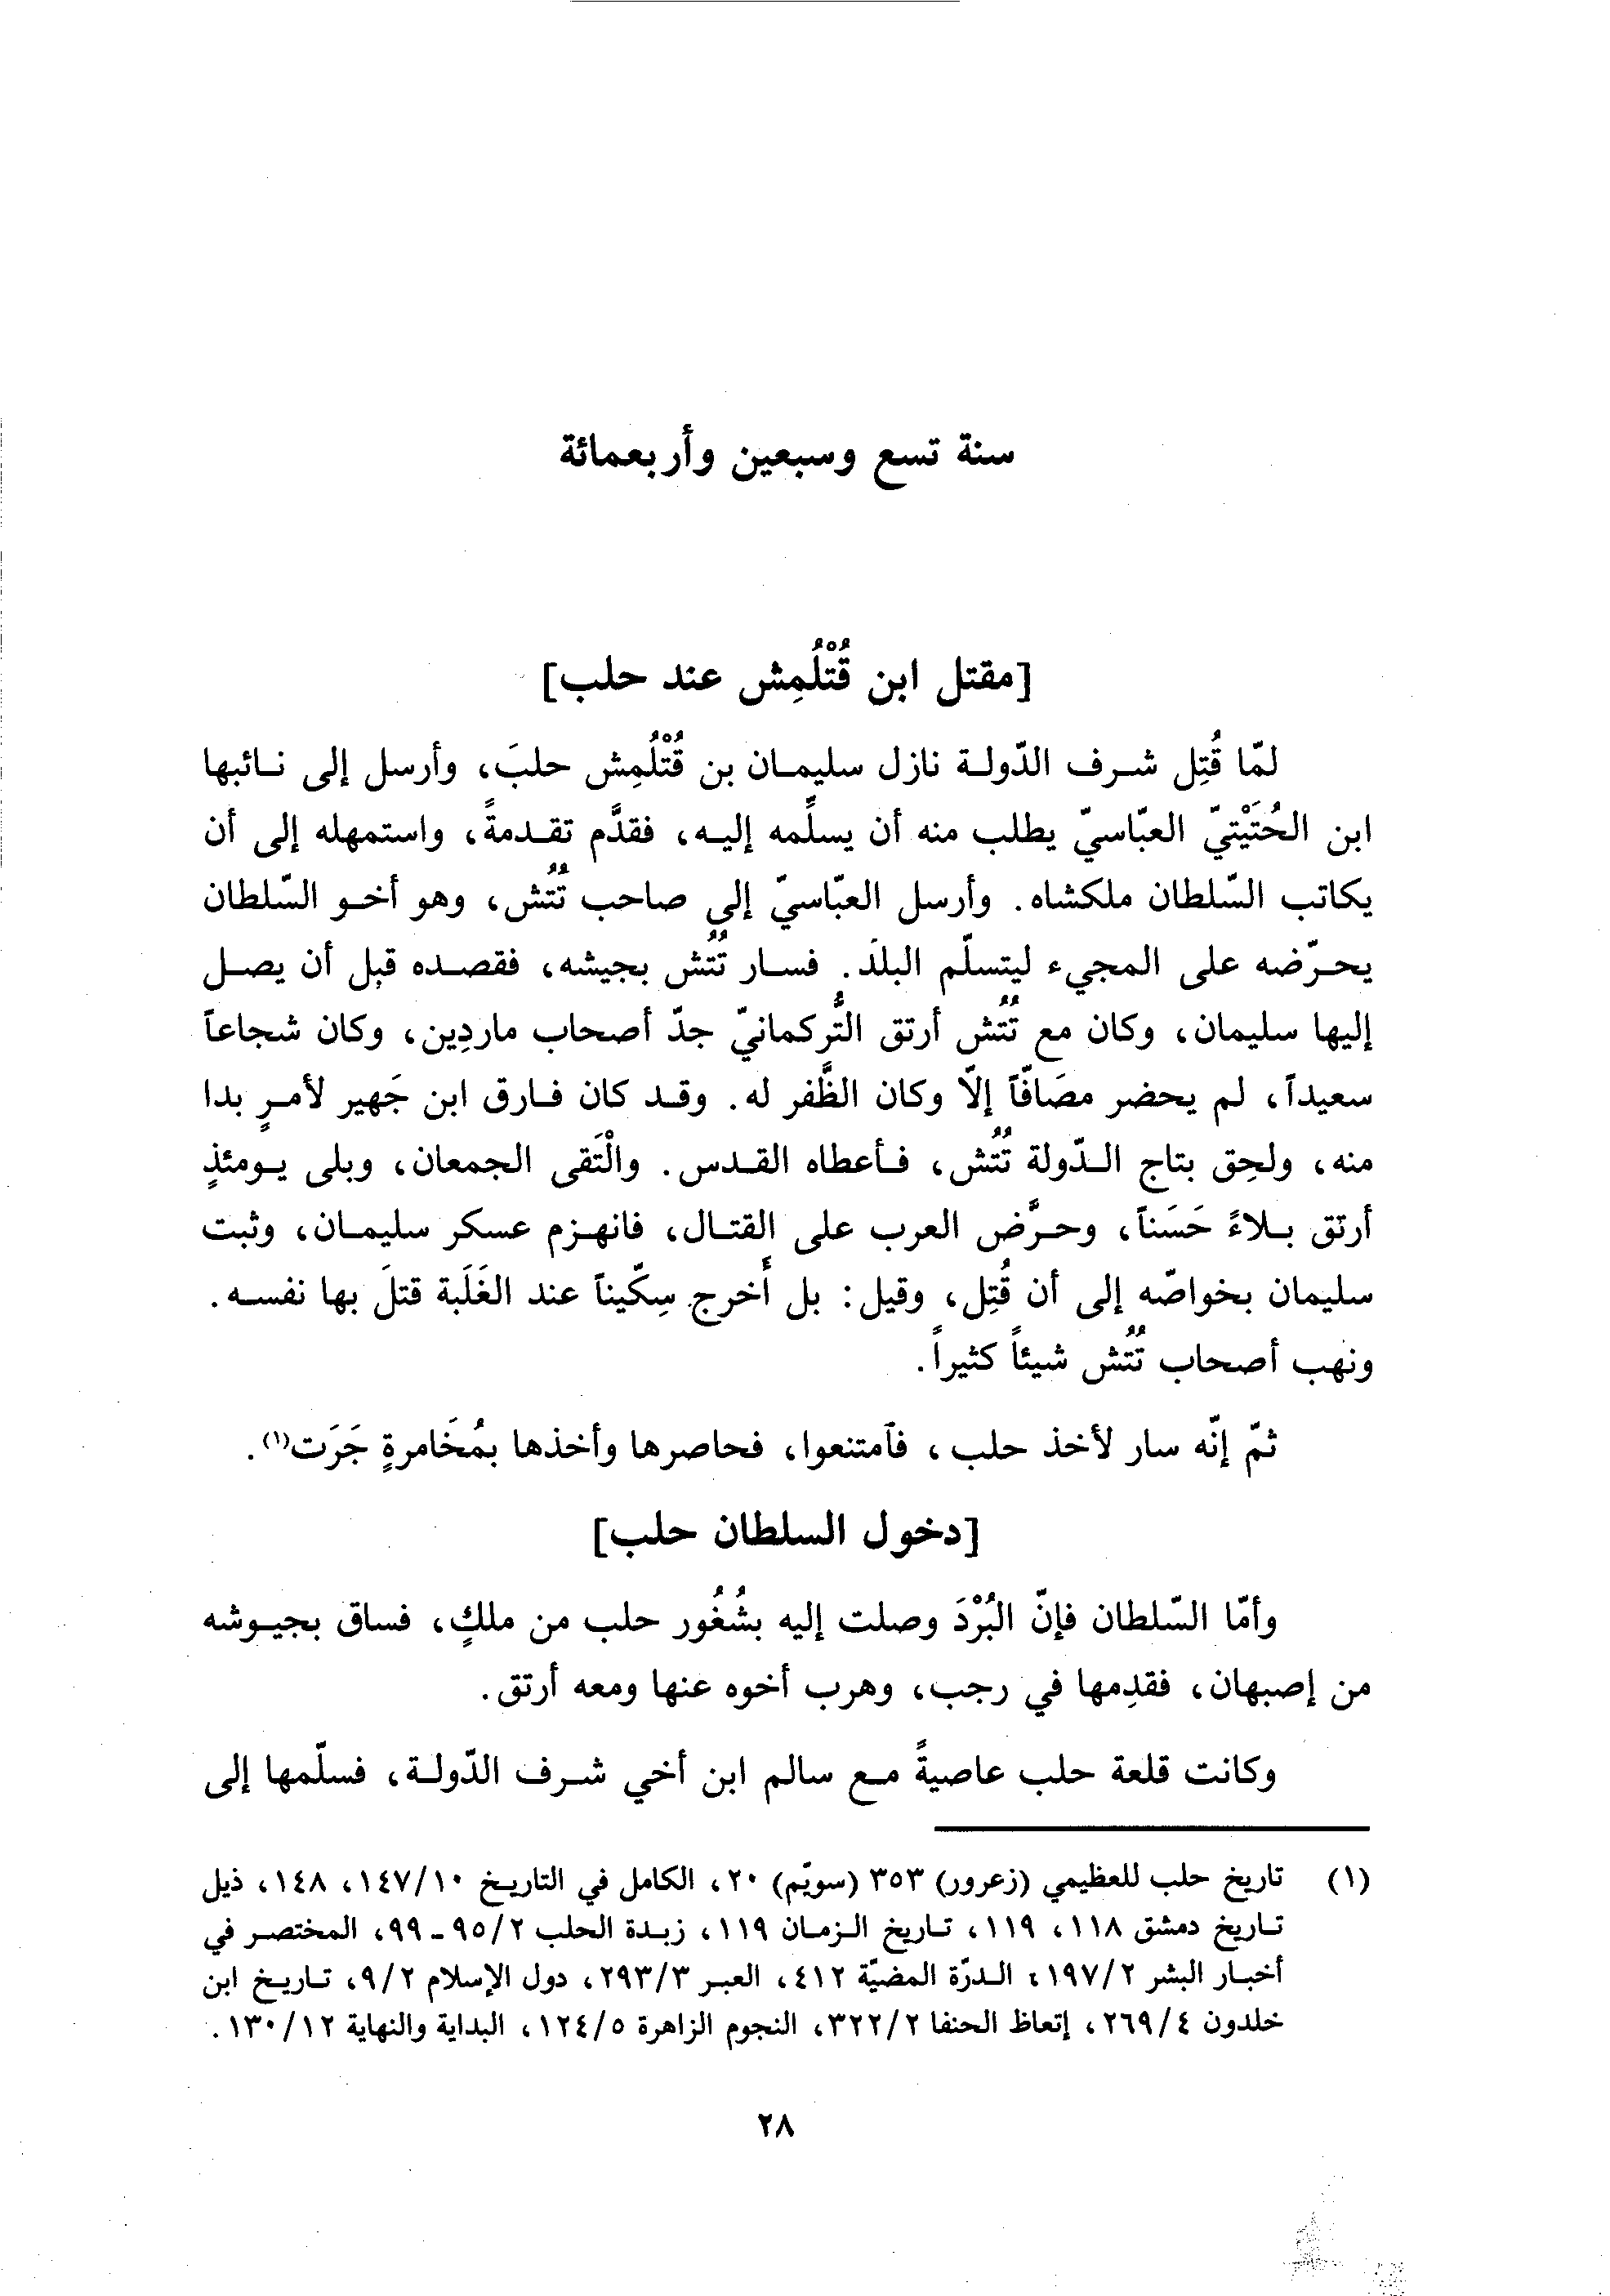 سنة تسع وسبعين وأربعمائة
[مقتل ابن قُتْلُمِش عند حلب]
لمّا قُتِل شرف الدّولة نازل سليمان بن قُتْلُمِش حلبَ، وأرسل إلى نائبها
ابن الحُتَيْتيّ العبّاسيّ يطلب منه أن يسلّمه إليه، فقدَّم تقدمةً، واستمهله إلى أن
يكاتب السّلطان ملكشاه. وأرسل العبّاسيّ إلى صاحب تُتُش، وهو أخو السّلطان
يحرّضه على المجيء ليتسلّم البلَد. فسار تُتُش بجيشه، فقصده قبل أن يصل
إليها سليمان، وكان مع تُتُش أرتق التُّركمانيّ جدّ أصحاب ماردِين، وكان شجاعاً
سعيداً، لم يحضر مصَافّاً إلّا وكان الظَّفر له. وقد كان فارق ابن جَهير لأمرٍ بدا
منه، ولحِق بتاج الدّولة تُتُش، فأعطاه القدس. والْتَقى الجمعان، وبلى يومئذٍ
أرتق بلاءً حَسَناً، وحرَّض العرب على القتال، فانهزم عسكر سليمان، وثبت
سليمان بخواصّه إلى أن قُتِل، وقيل: بل أَخرج سِكّيناً عند الغَلَبة قتلَ بها نفسه.
ونهب أصحاب تُتُش شيئاً كثيراً.
ثمّ إنّه سار لأخذ حلب، فآمتنعوا، فحاصرها وأخذها بمُخَامرةٍ جَرَت(١).
[دخول السلطان حلب]
وأمّا السّلطان فإنّ البُرْدَ وصلت إليه بشُغُور حلب من ملكٍ، فساق بجيوشه
من إصبهان، فقدِمها في رجب، وهرب أخوه عنها ومعه أرتق.
وكانت قلعة حلب عاصيةً مع سالم ابن أخي شرف الدّولة، فسلّمها إلى
(١) تاريخ حلب للعظيمي (زعرور) ٣٥٣ (سويّم) ٢٠، الكامل في التاريخ ١٤٧/١٠، ١٤٨، ذيل
تاريخ دمشق ١١٨، ١١٩، تاريخ الزمان ١١٩، زبدة الحلب ٩٥/٢ ـ ٩٩، المختصر في
أخبار البشر ١٩٧/٢، الدرّة المضيّة ٤١٢، العبر ٢٩٣/٣، دول الإسلام ٩/٢، تاريخ ابن
خلدون ٢٦٩/٤، إتعاظ الحنفا ٣٢٢/٢، النجوم الزاهرة ١٢٤/٥، البداية والنهاية ١٣٠/١٢.
٢٨